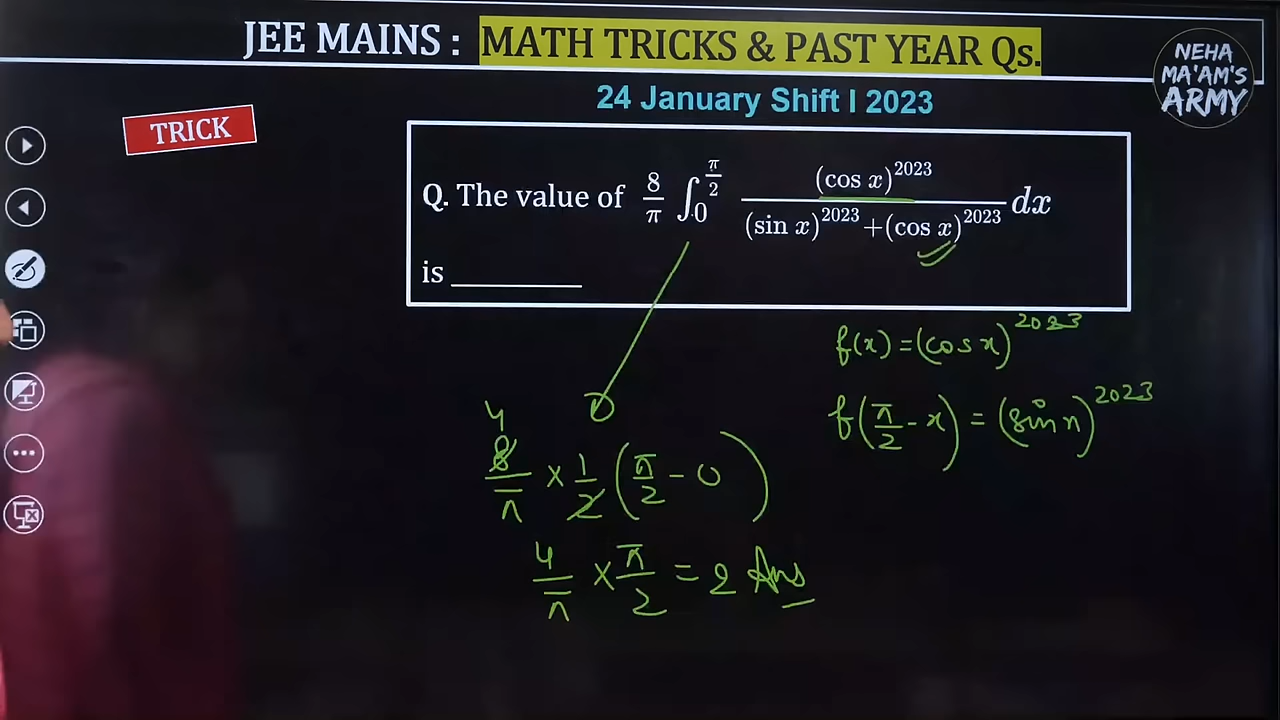 JEE MAINS : MATH TRICKS & PAST YEAR Qs.
NEHA
MA'AM'S
ARMY
24 January Shift I 2023
TRICK
Q. The value of 8/π ∫₀^(π/2) (cos x)^2023 / ((sin x)^2023 + (cos x)^2023) dx
is __________
f(x) = (cos x)^2023
f(π/2 - x) = (sin x)^2023
4
8/π × 1/2 (π/2 - 0)
4/π × π/2 = 2 Ans